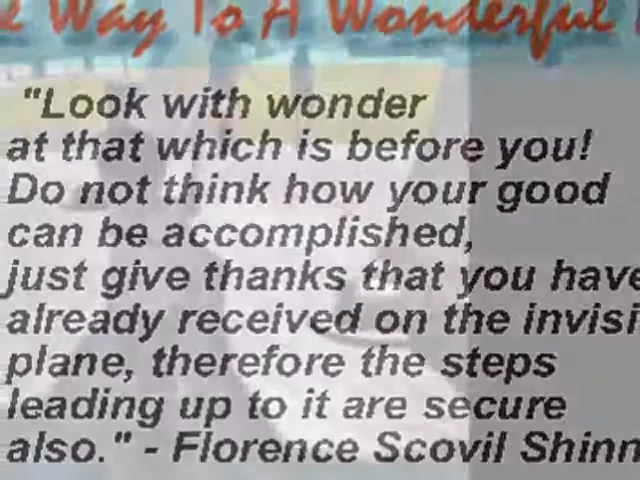 Way To A Wonderful
"Look with wonder
at that which is before you!
Do not think how your good
can be accomplished,
just give thanks that you have
already received on the
plane, therefore the steps
leading up to it are secure
also." - Florence Scovil Shinn